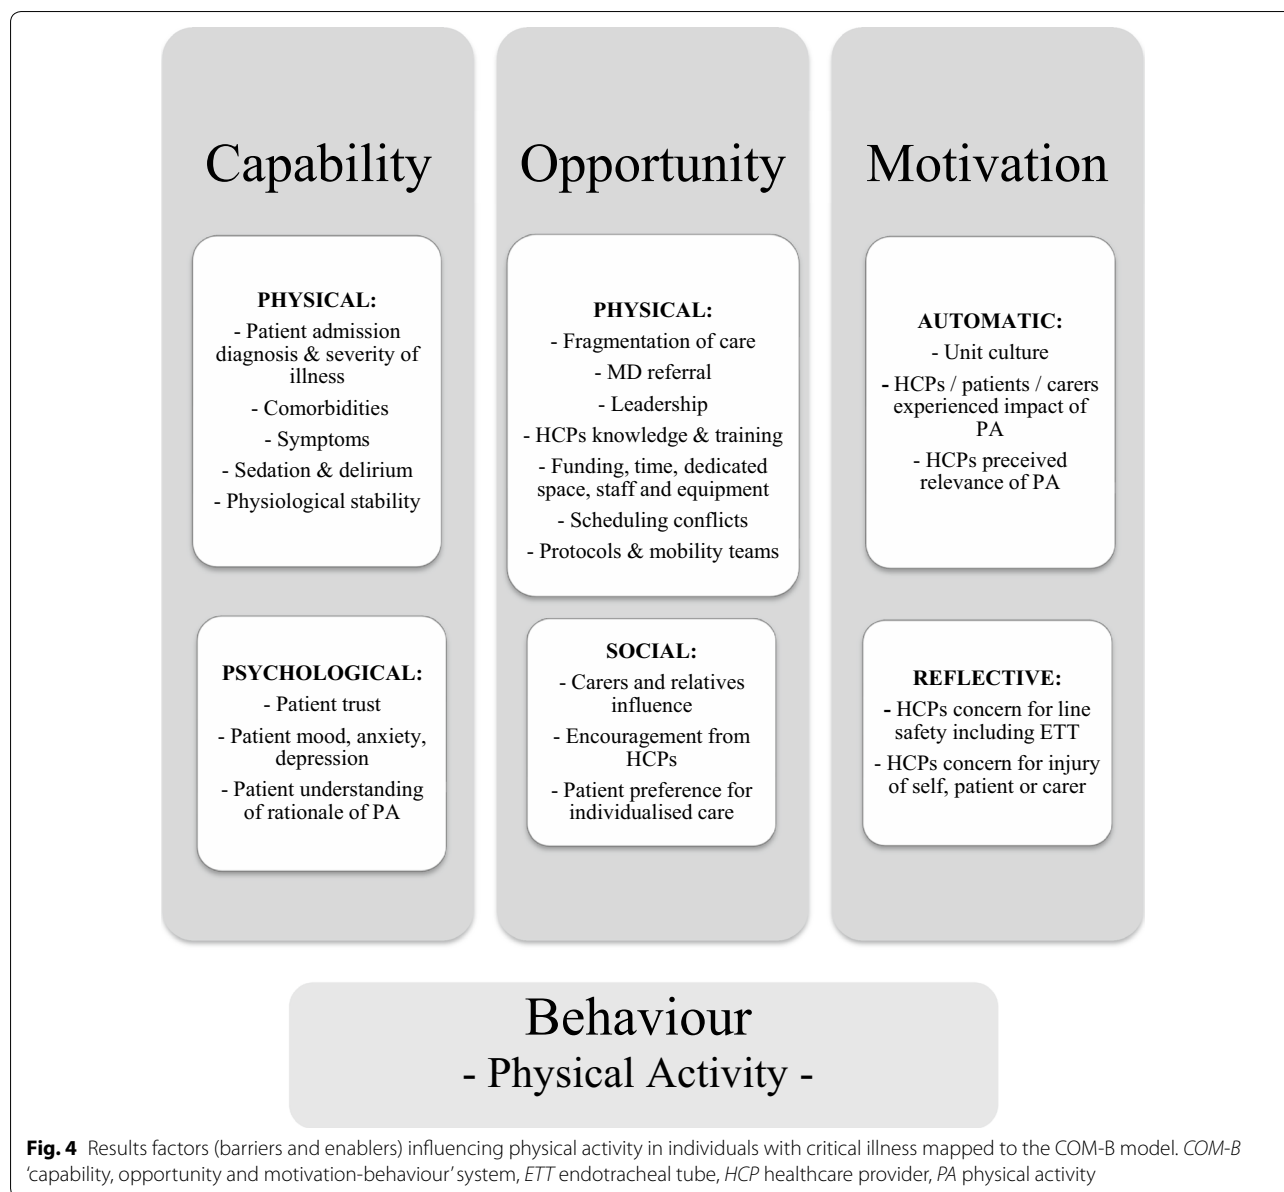 Capability
PHYSICAL:
- Patient admission
diagnosis & severity of
illness
- Comorbidities
- Symptoms
- Sedation & delirium
- Physiological stability
PSYCHOLOGICAL:
- Patient trust
- Patient mood, anxiety,
depression
- Patient understanding
of rationale of PA
Opportunity
PHYSICAL:
- Fragmentation of care
- MD referral
- Leadership
- HCPs knowledge & training
- Funding, time, dedicated
space, staff and equipment
- Scheduling conflicts
- Protocols & mobility teams
SOCIAL:
- Carers and relatives
influence
- Encouragement from
HCPs
- Patient preference for
individualised care
Motivation
AUTOMATIC:
- Unit culture
- HCPs / patients / carers
experienced impact of
PA
- HCPs preceived
relevance of PA
REFLECTIVE:
- HCPs concern for line
safety including ETT
- HCPs concern for injury
of self, patient or carer
Behaviour
- Physical Activity -
Fig. 4 Results factors (barriers and enablers) influencing physical activity in individuals with critical illness mapped to the COM-B model. COM-B
‘capability, opportunity and motivation-behaviour’ system, ETT endotracheal tube, HCP healthcare provider, PA physical activity